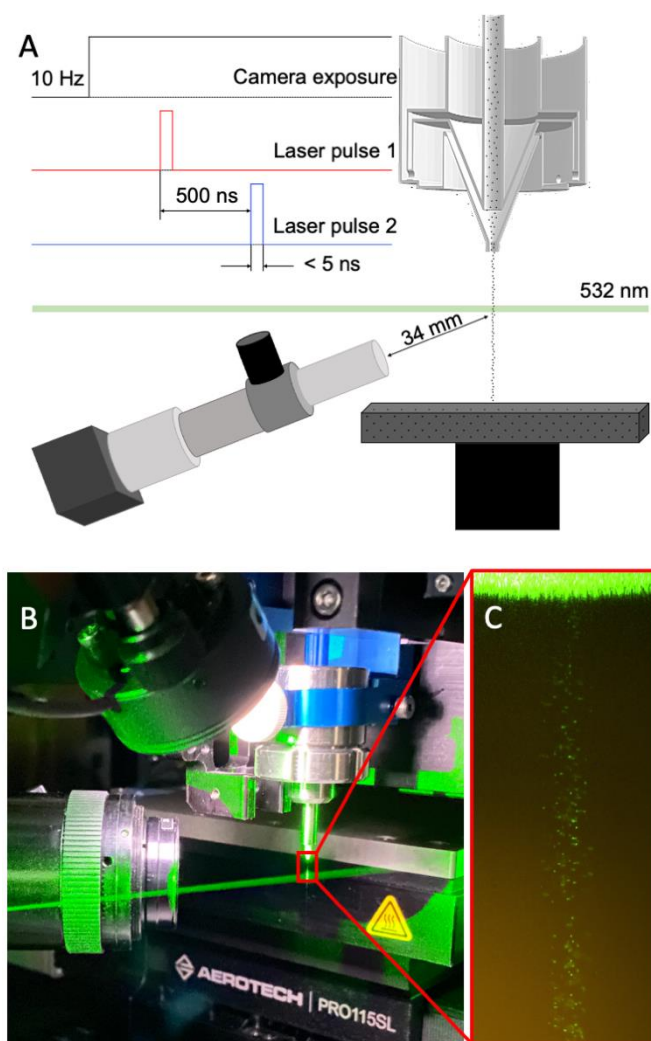 A
10 Hz
Camera exposure
Laser pulse 1
500 ns
Laser pulse 2
< 5 ns
532 nm
34 mm
B
C
AEROTECH | PRO115SL